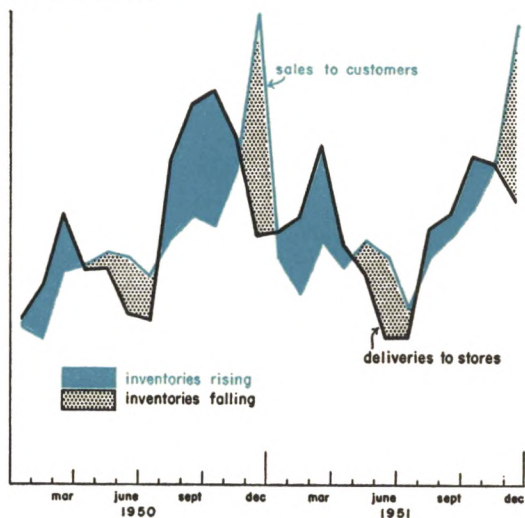 sales to customers
deliveries to stores
inventories rising
inventories falling
mar june sept dec mar june sept dec
1950 1951